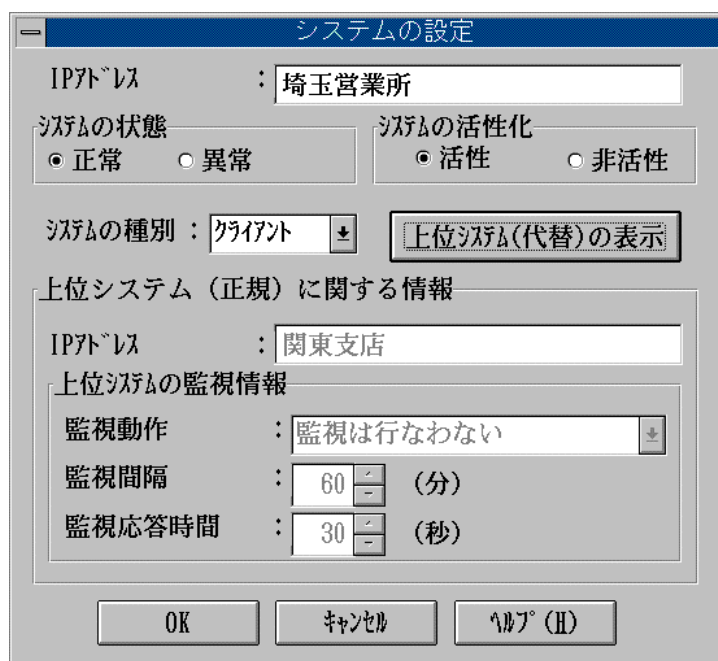 システムの設定
IPｱﾄﾞﾚｽ : 埼玉営業所
ｼｽﾃﾑの状態
正常 異常
ｼｽﾃﾑの活性化
活性 非活性
ｼｽﾃﾑの種別 : ｸﾗｲｱﾝﾄ
上位ｼｽﾃﾑ(代替)の表示
上位システム（正規）に関する情報
IPｱﾄﾞﾚｽ : 関東支店
上位ｼｽﾃﾑの監視情報
監視動作 : 監視は行なわない
監視間隔 : 60 (分)
監視応答時間 : 30 (秒)
OK ｷｬﾝｾﾙ ﾍﾙﾌﾟ(H)